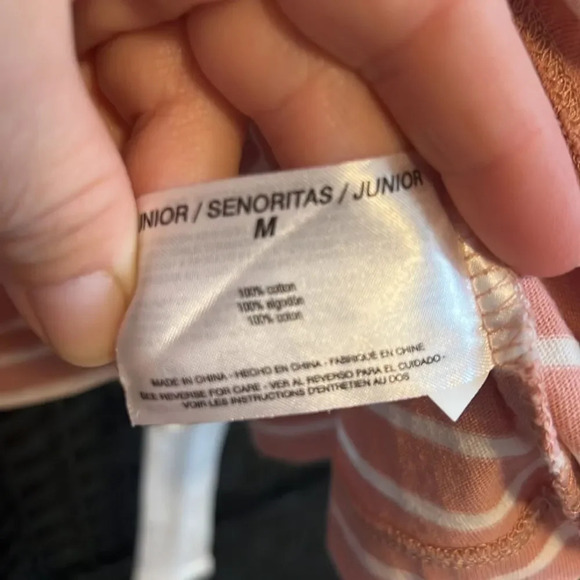 JUNIOR / SENORITAS / JUNIOR
M
100% cotton
100% algodón
100% coton
MADE IN CHINA - HECHO EN CHINA - FABRIQUÉ EN CHINE
SEE REVERSE FOR CARE - VER AL REVERSO PARA EL CUIDADO -
VOIR LES INSTRUCTIONS D'ENTRETIEN AU DOS